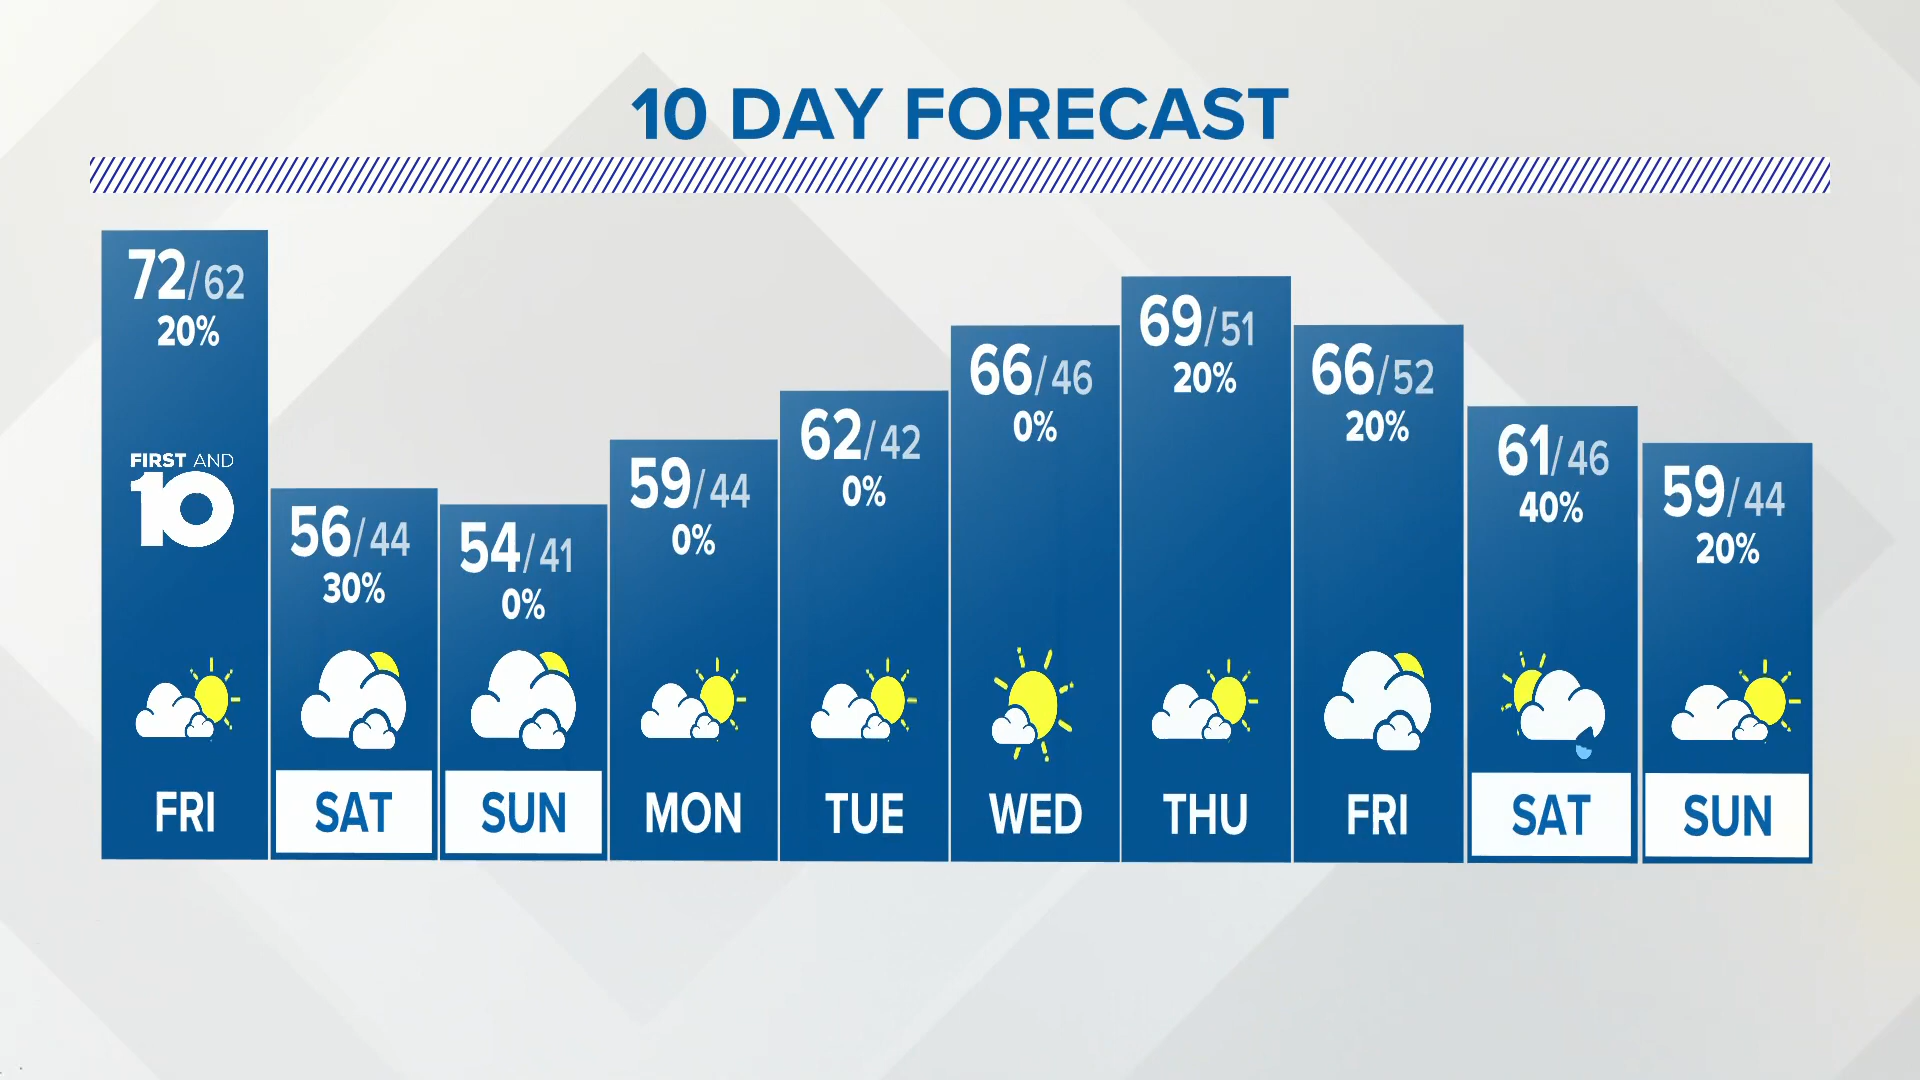 10 DAY FORECAST
72/62
20%
FIRST AND
10
FRI
56/44
30%
SAT
54/41
0%
SUN
59/44
0%
MON
62/42
0%
TUE
66/46
0%
WED
69/51
20%
THU
66/52
20%
FRI
61/46
40%
SAT
59/44
20%
SUN